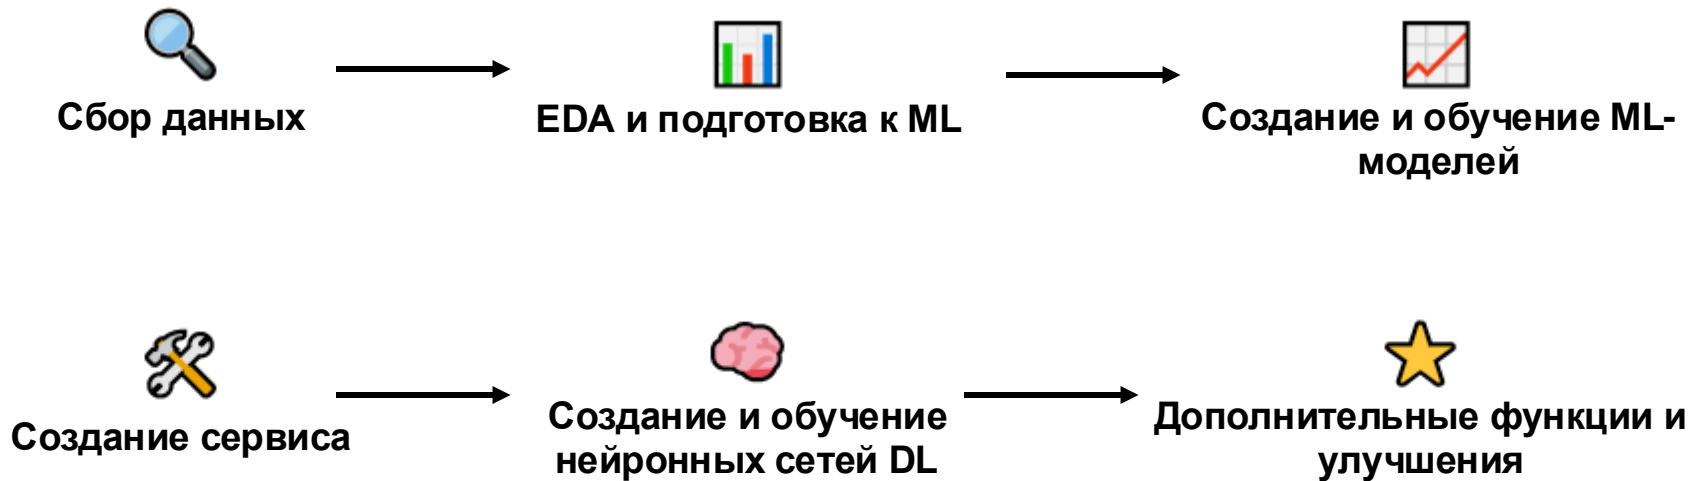 Сбор данных
EDA и подготовка к ML
Создание и обучение ML-
моделей
Создание сервиса
Создание и обучение
нейронных сетей DL
Дополнительные функции и
улучшения